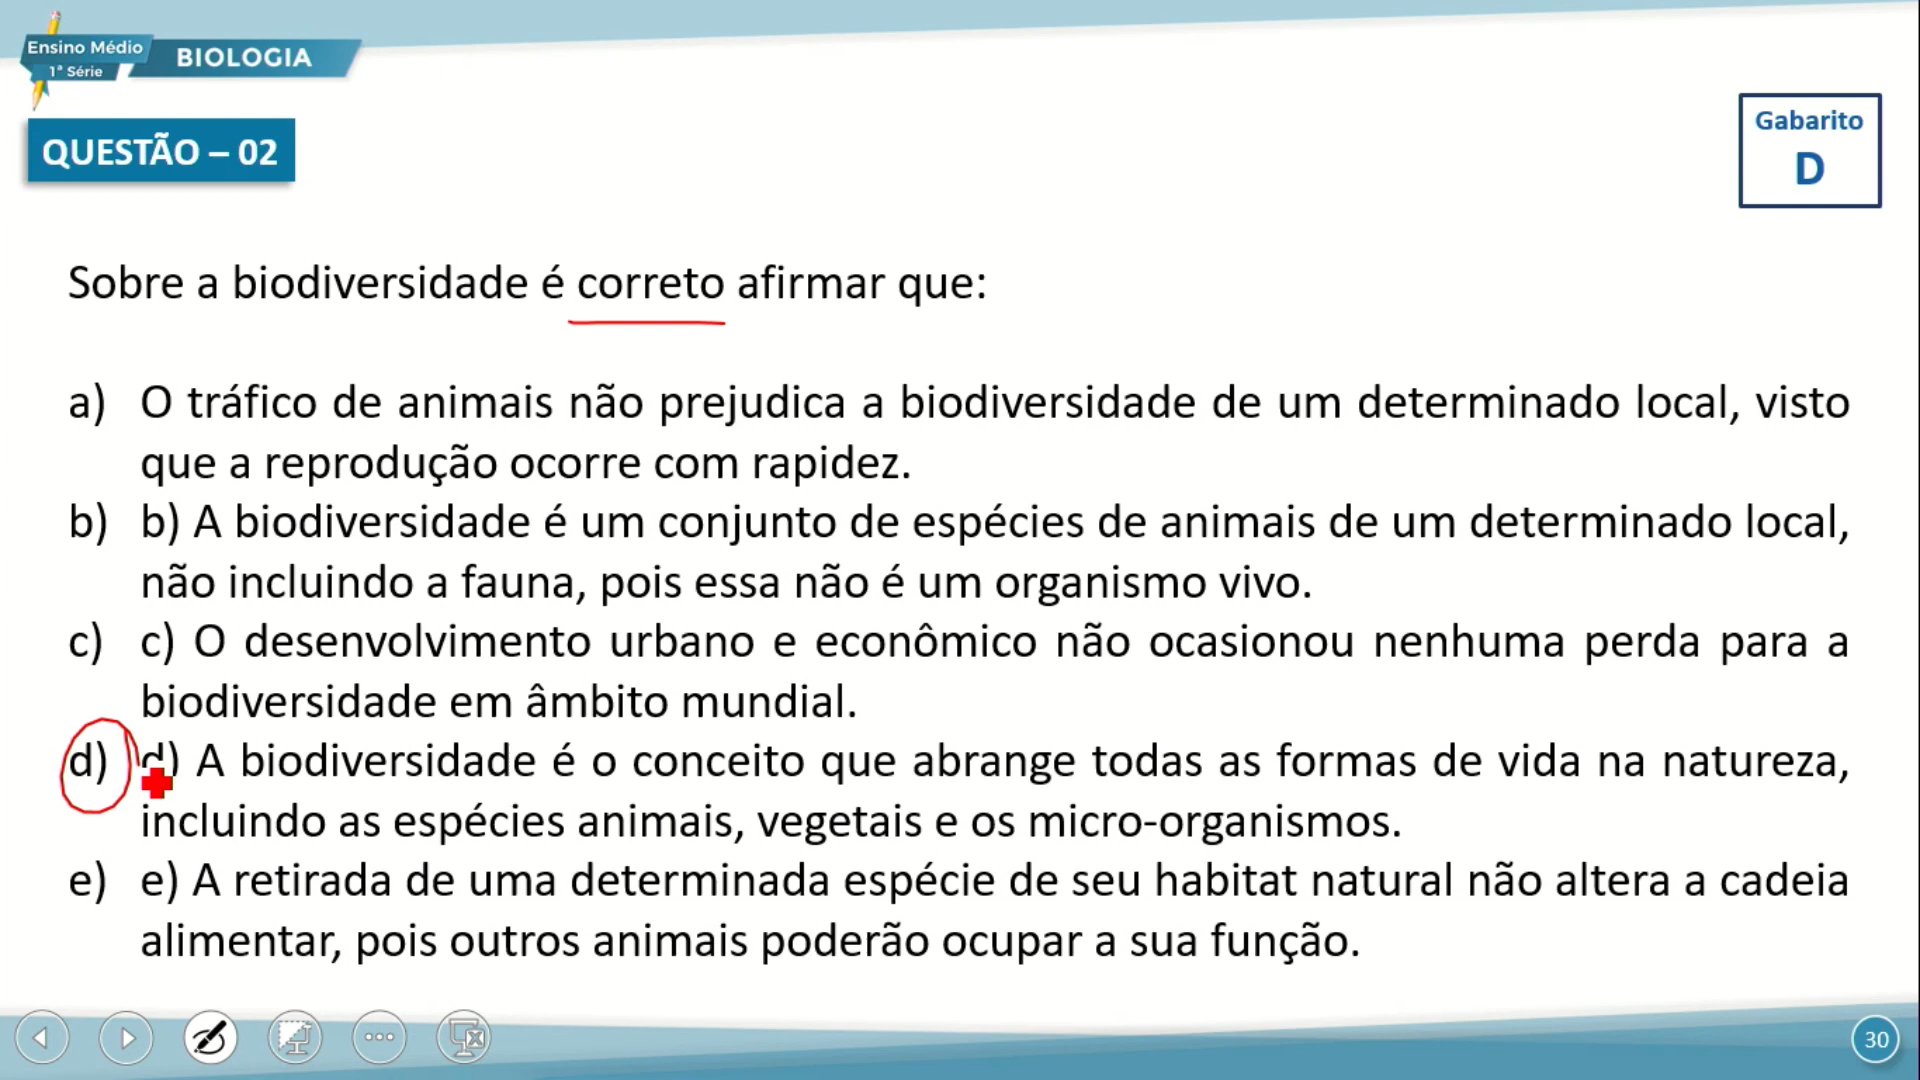 Ensino Médio
1ª Série
BIOLOGIA
QUESTÃO – 02
Gabarito
D
Sobre a biodiversidade é correto afirmar que:
a) O tráfico de animais não prejudica a biodiversidade de um determinado local, visto
que a reprodução ocorre com rapidez.
b) b) A biodiversidade é um conjunto de espécies de animais de um determinado local,
não incluindo a fauna, pois essa não é um organismo vivo.
c) c) O desenvolvimento urbano e econômico não ocasionou nenhuma perda para a
biodiversidade em âmbito mundial.
d) d) A biodiversidade é o conceito que abrange todas as formas de vida na natureza,
incluindo as espécies animais, vegetais e os micro-organismos.
e) e) A retirada de uma determinada espécie de seu habitat natural não altera a cadeia
alimentar, pois outros animais poderão ocupar a sua função.
30